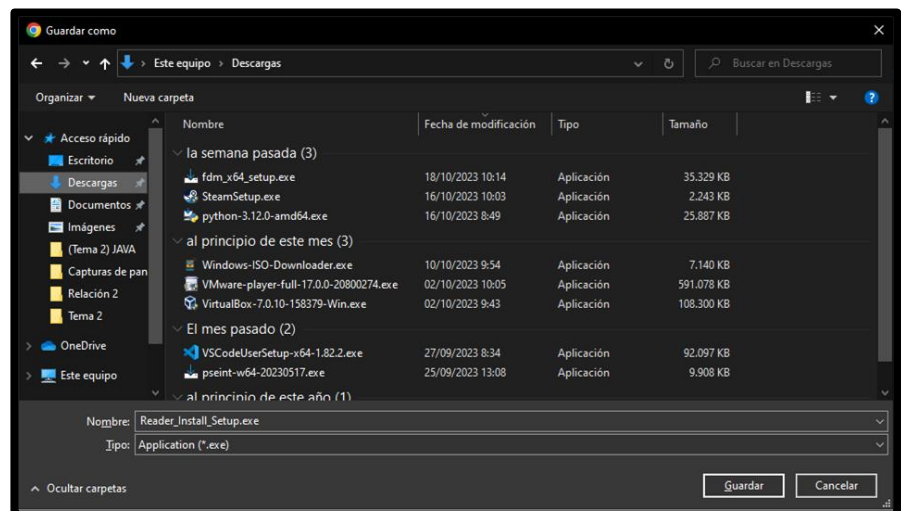 Guardar como
Este equipo › Descargas
Buscar en Descargas
Organizar
Nueva carpeta
Nombre Fecha de modificación Tipo Tamaño
Acceso rápido
Escritorio
Descargas
Documentos
Imágenes
(Tema 2) JAVA
Capturas de pan
Relación 2
Tema 2
OneDrive
Este equipo
la semana pasada (3)
fdm_x64_setup.exe 18/10/2023 10:14 Aplicación 35.329 KB
SteamSetup.exe 16/10/2023 10:03 Aplicación 2.243 KB
python-3.12.0-amd64.exe 16/10/2023 8:49 Aplicación 25.887 KB
al principio de este mes (3)
Windows-ISO-Downloader.exe 10/10/2023 9:54 Aplicación 7.140 KB
VMware-player-full-17.0.0-20800274.exe 02/10/2023 10:05 Aplicación 591.078 KB
VirtualBox-7.0.10-158379-Win.exe 02/10/2023 9:43 Aplicación 108.300 KB
El mes pasado (2)
VSCodeUserSetup-x64-1.82.2.exe 27/09/2023 8:34 Aplicación 92.097 KB
pseint-w64-20230517.exe 25/09/2023 13:08 Aplicación 9.908 KB
al principio de este año (1)
Nombre: Reader_Install_Setup.exe
Tipo: Application (*.exe)
Ocultar carpetas
Guardar
Cancelar